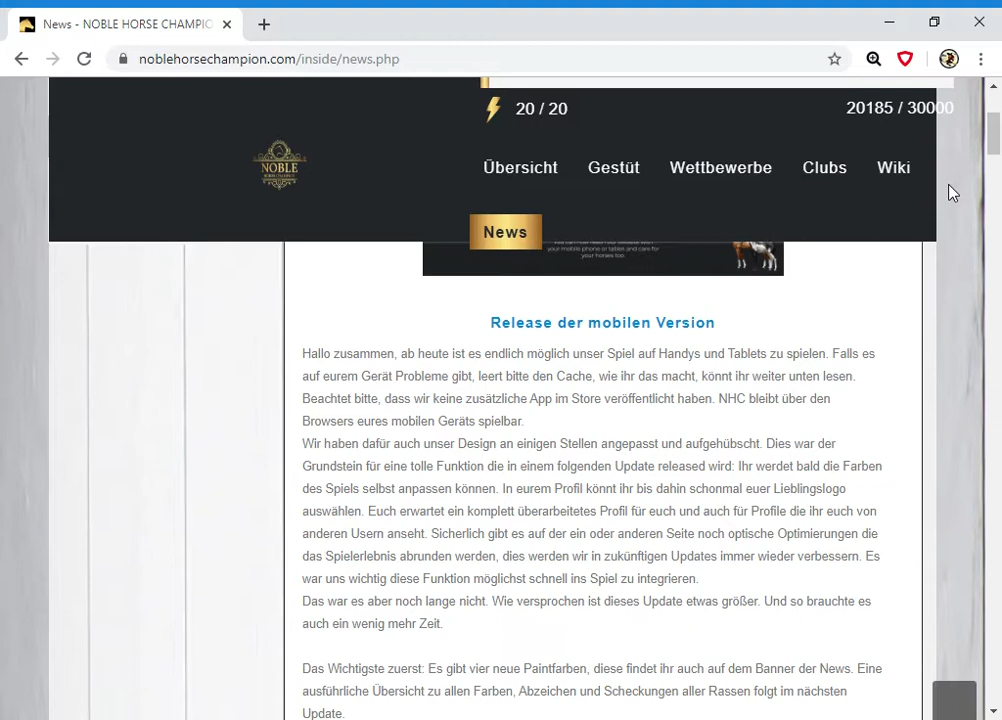 News - NOBLE HORSE CHAMPIO
noblehorsechampion.com/inside/news.php
20 / 20
20185 / 30000
NOBLE
Übersicht Gestüt Wettbewerbe Clubs Wiki
News
your mobile phone or tables and care for
your horses too.
Release der mobilen Version
Hallo zusammen, ab heute ist es endlich möglich unser Spiel auf Handys und Tablets zu spielen. Falls es
auf eurem Gerät Probleme gibt, leert bitte den Cache, wie ihr das macht, könnt ihr weiter unten lesen.
Beachtet bitte, dass wir keine zusätzliche App im Store veröffentlicht haben. NHC bleibt über den
Browsers eures mobilen Geräts spielbar.
Wir haben dafür auch unser Design an einigen Stellen angepasst und aufgehübscht. Dies war der
Grundstein für eine tolle Funktion die in einem folgenden Update released wird: Ihr werdet bald die Farben
des Spiels selbst anpassen können. In eurem Profil könnt ihr bis dahin schonmal euer Lieblingslogo
auswählen. Euch erwartet ein komplett überarbeitetes Profil für euch und auch für Profile die ihr euch von
anderen Usern anseht. Sicherlich gibt es auf der ein oder anderen Seite noch optische Optimierungen die
das Spielerlebnis abrunden werden, dies werden wir in zukünftigen Updates immer wieder verbessern. Es
war uns wichtig diese Funktion möglichst schnell ins Spiel zu integrieren.
Das war es aber noch lange nicht. Wie versprochen ist dieses Update etwas größer. Und so brauchte es
auch ein wenig mehr Zeit.
Das Wichtigste zuerst: Es gibt vier neue Paintfarben, diese findet ihr auch auf dem Banner der News. Eine
ausführliche Übersicht zu allen Farben, Abzeichen und Scheckungen aller Rassen folgt im nächsten
Update.